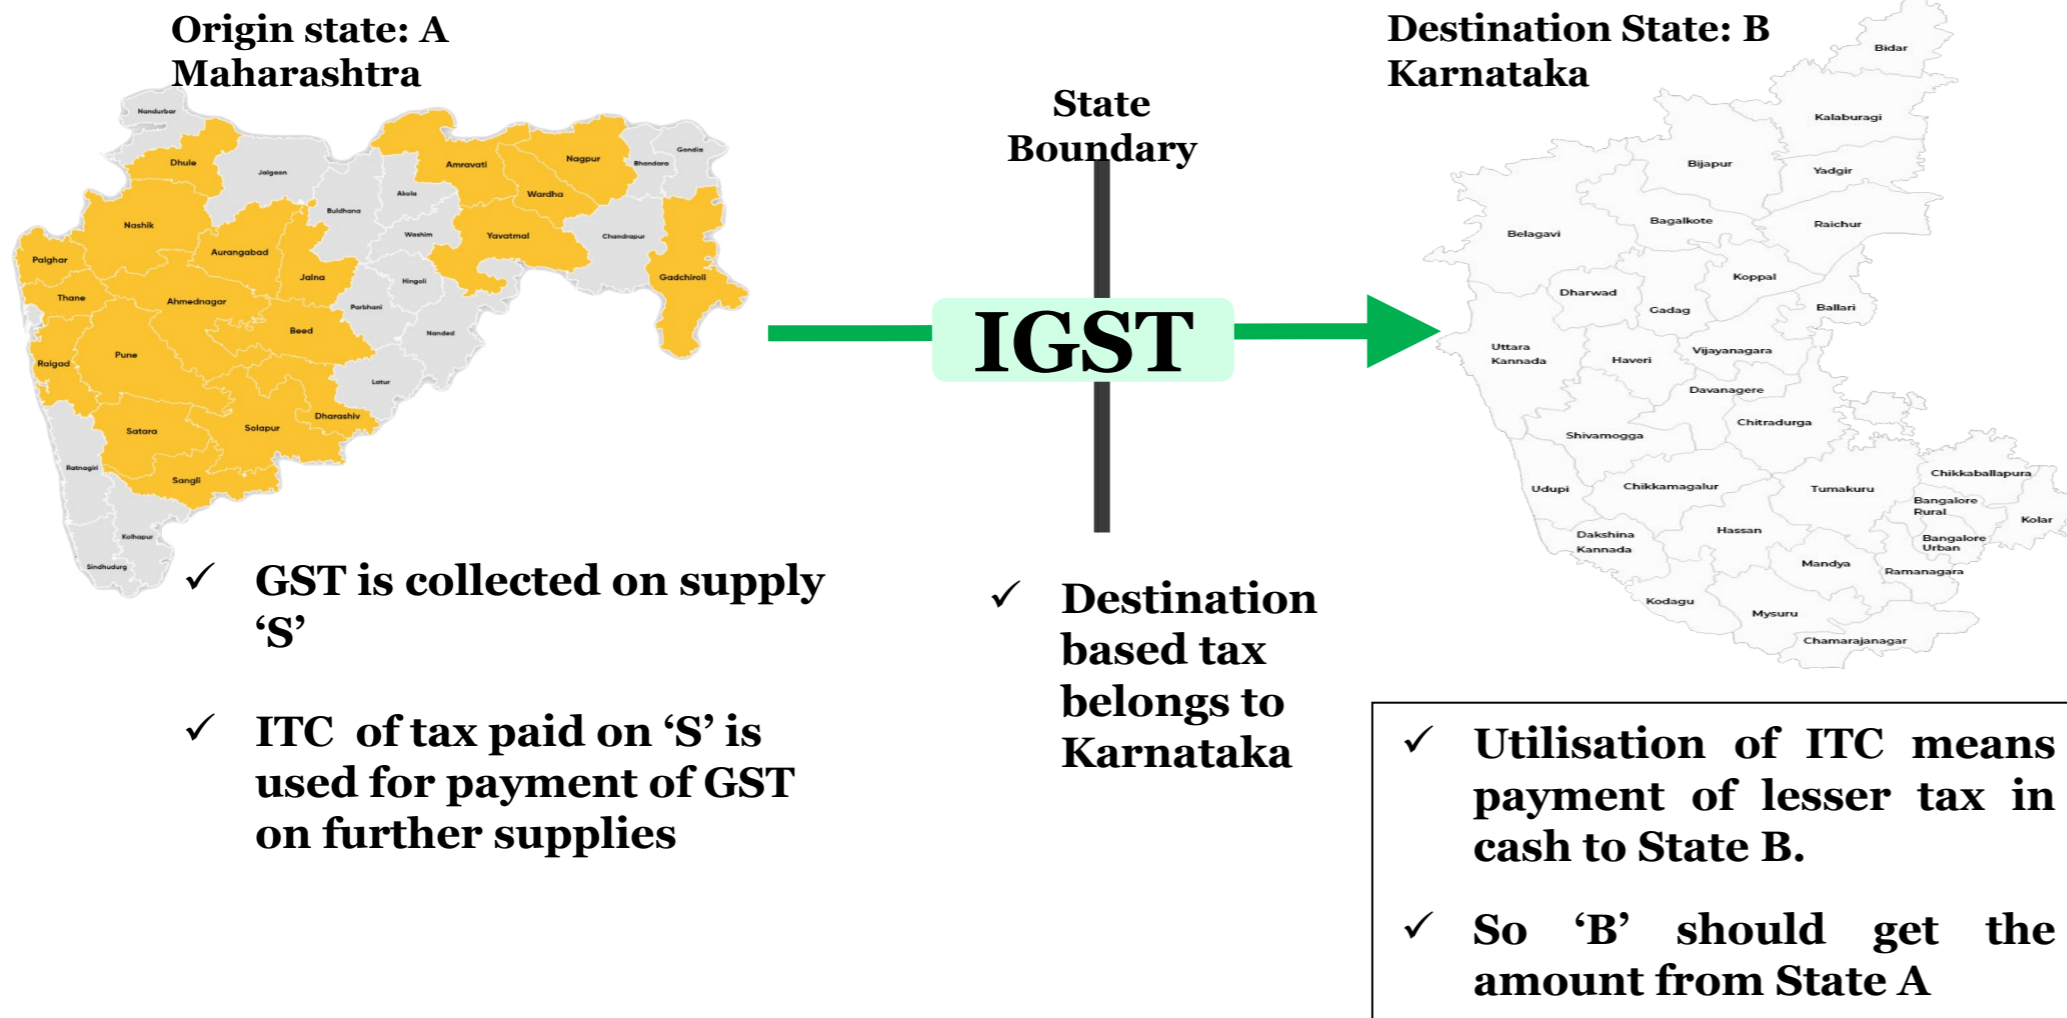 Origin state: A
Maharashtra
Nandurbar
Dhule
Jalgaon
Buldhana
Akola
Washim
Amravati
Nagpur
Wardha
Bhandara
Gondia
Yavatmal
Chandrapur
Gadchiroli
Nashik
Aurangabad
Jalna
Palghar
Thane
Ahmednagar
Beed
Parbhani
Hingoli
Nanded
Raigad
Pune
Latur
Dharashiv
Satara
Solapur
Ratnagiri
Sangli
Kolhapur
Sindhudurg
✓ GST is collected on supply
‘S’
✓ ITC of tax paid on ‘S’ is
used for payment of GST
on further supplies
State
Boundary
IGST
✓ Destination
based tax
belongs to
Karnataka
Destination State: B
Karnataka
Bidar
Kalaburagi
Bijapur
Yadgir
Bagalkote
Raichur
Belagavi
Koppal
Dharwad
Gadag
Ballari
Uttara
Kannada
Haveri
Vijayanagara
Davanagere
Chitradurga
Shivamogga
Chikkaballapura
Udupi
Chikkamagalur
Tumakuru
Bangalore
Rural
Kolar
Dakshina
Kannada
Hassan
Bangalore
Urban
Mandya
Ramanagara
Kodagu
Mysuru
Chamarajanagar
✓ Utilisation of ITC means
payment of lesser tax in
cash to State B.
✓ So ‘B’ should get the
amount from State A